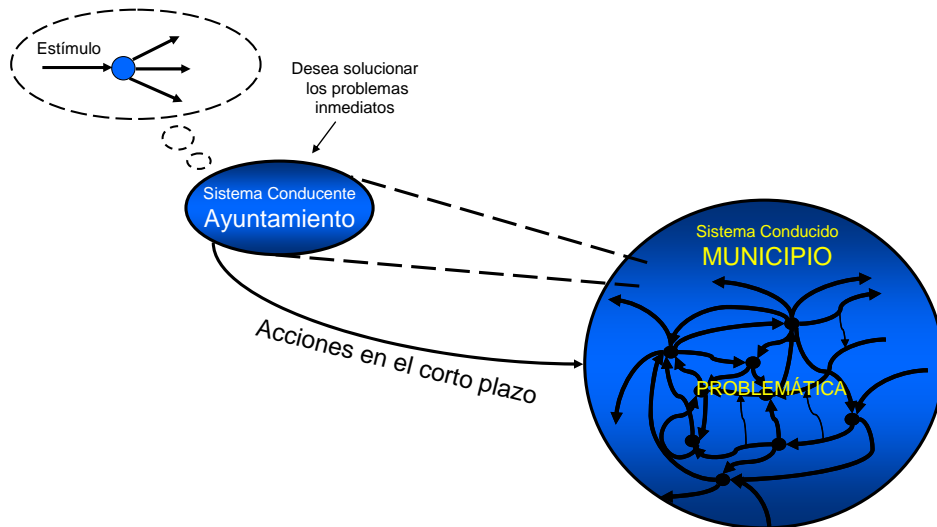 Estímulo
Desea solucionar
los problemas
inmediatos
Sistema Conducente
Ayuntamiento
Sistema Conducido
MUNICIPIO
Acciones en el corto plazo
PROBLEMÁTICA